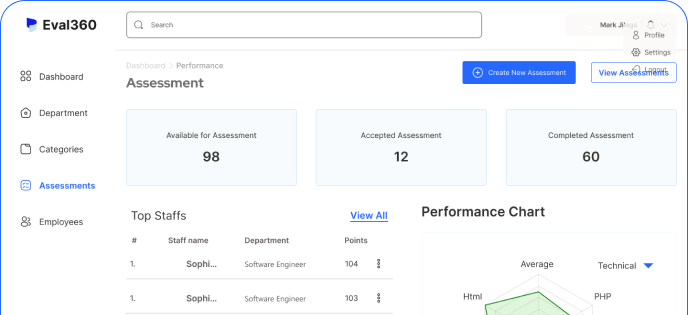 Eval360
Search
Mark
Profile
Settings
Logout
Dashboard
Department
Categories
Assessments
Employees
Dashboard > Performance
Assessment
Create New Assessment
View Assessments
Available for Assessment
98
Accepted Assessment
12
Completed Assessment
60
Top Staffs
View All
# Staff name Department Points
1. Sophi... Software Engineer 104
1. Sophi... Software Engineer 103
Performance Chart
Technical
Average
Html
PHP